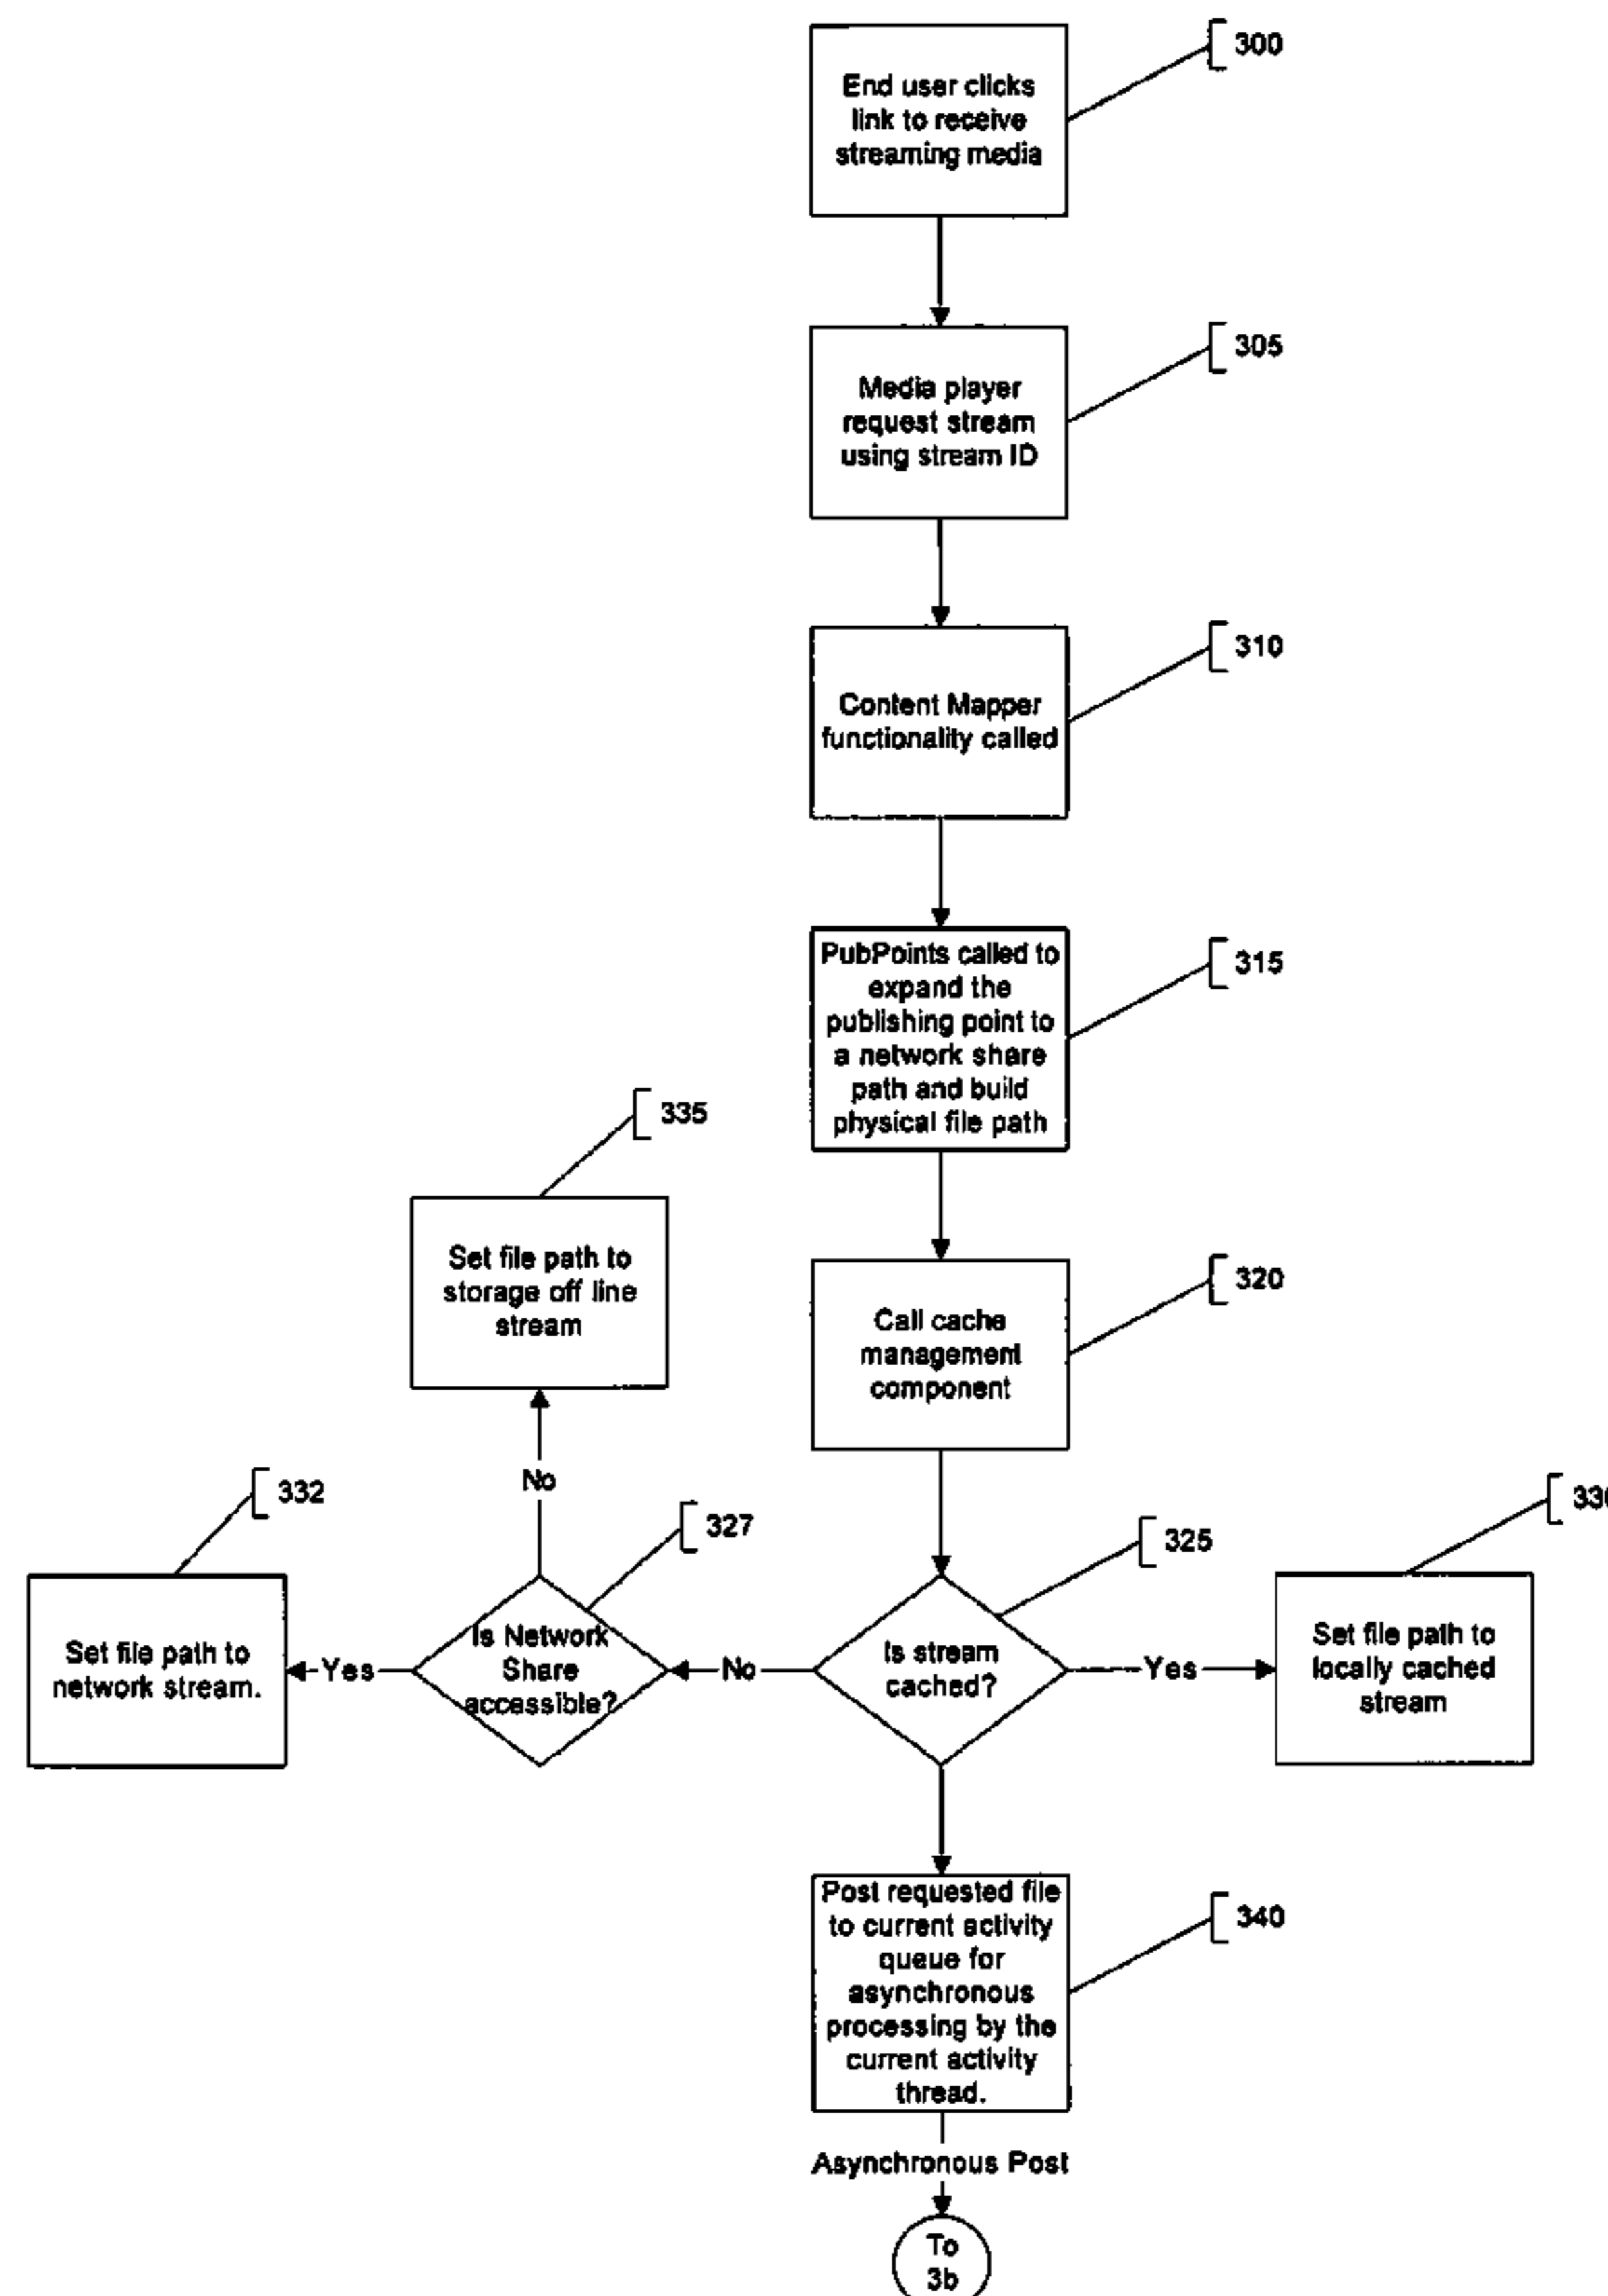 End user clicks
link to receive
streaming media
300
Media player
request stream
using stream ID
305
Content Mapper
functionality called
310
PubPoints called to
expand the
publishing point to
a network share
path and build
physical file path
315
335
Set file path to
storage off line
stream
Call cache
management
component
320
No
332
327
325
Set file path to
network stream.
Yes
Is Network
Share
accessible?
No
Is stream
cached?
Yes
Set file path to
locally cached
stream
Post requested file
to current activity
queue for
asynchronous
processing by the
current activity
thread.
340
Asynchronous Post
To
3b